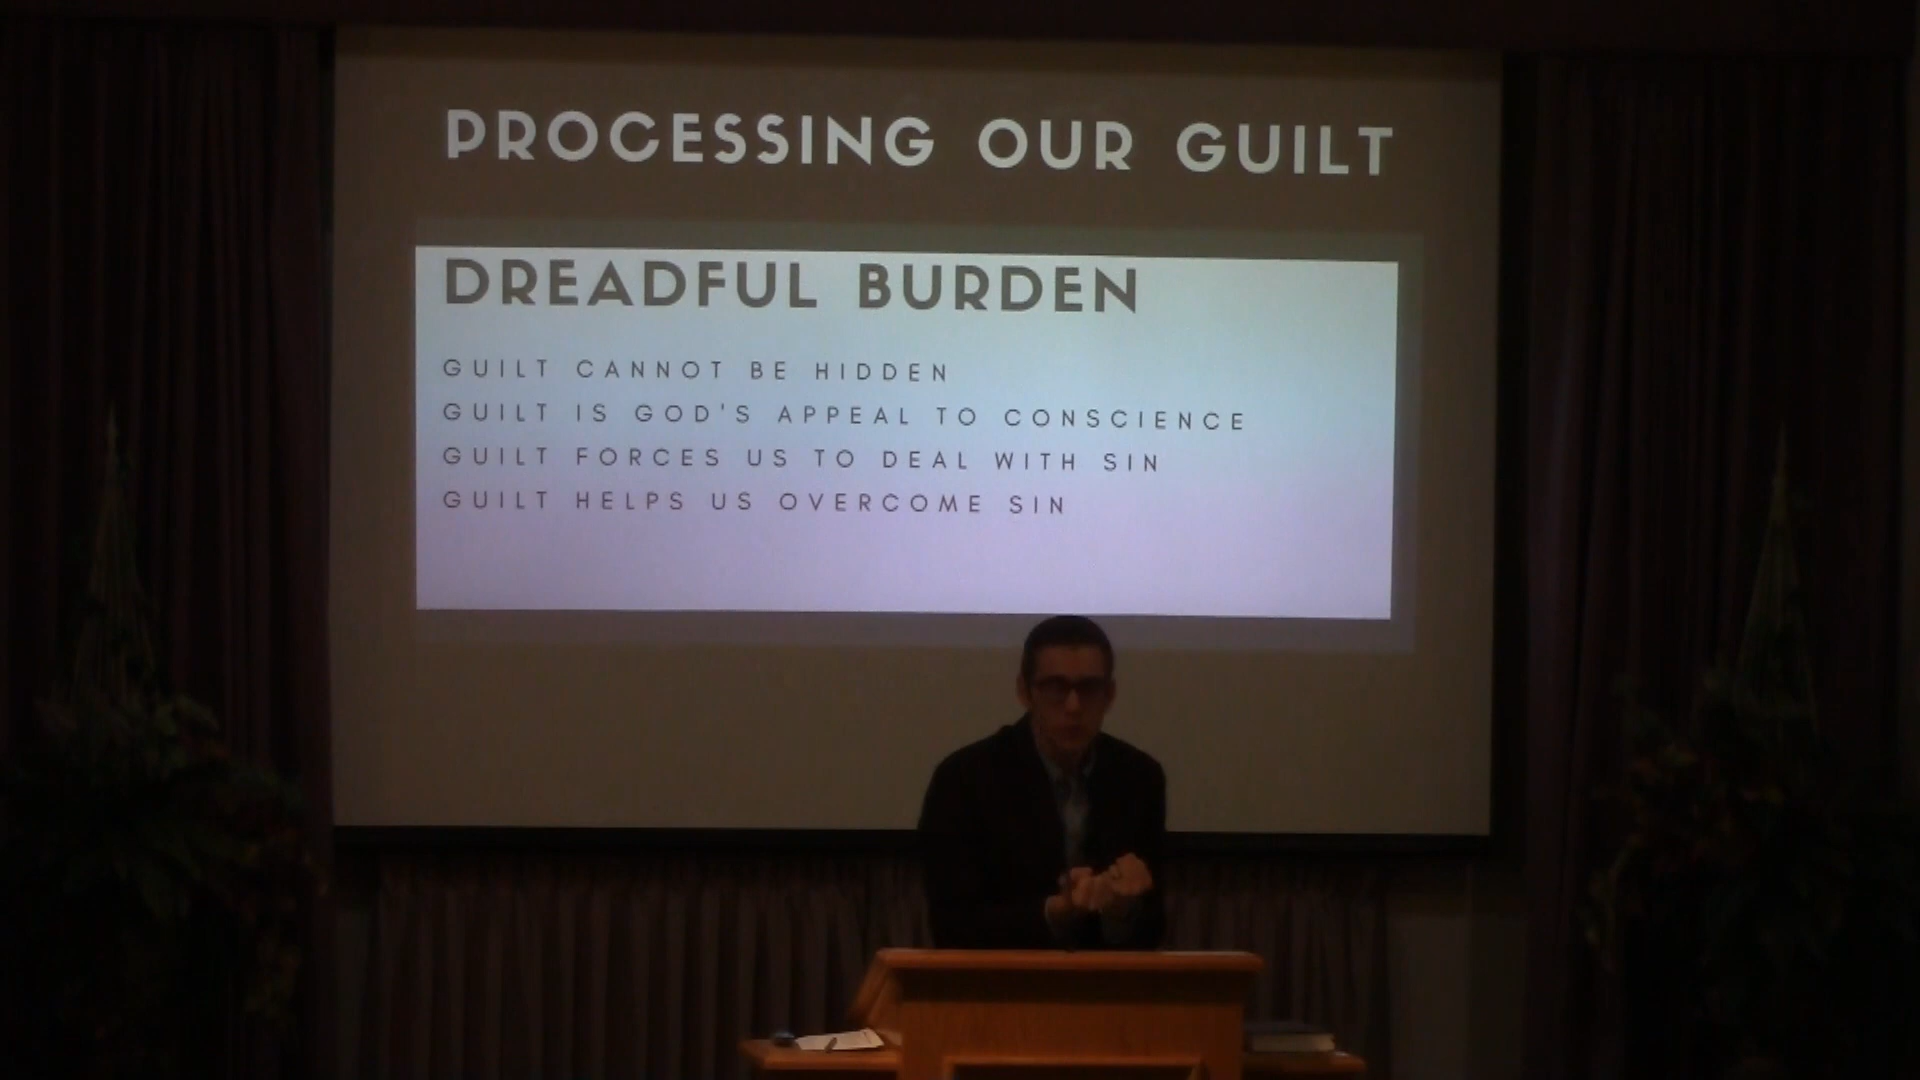 PROCESSING OUR GUILT
DREADFUL BURDEN
GUILT CANNOT BE HIDDEN
GUILT IS GOD'S APPEAL TO CONSCIENCE
GUILT FORCES US TO DEAL WITH SIN
GUILT HELPS US OVERCOME SIN